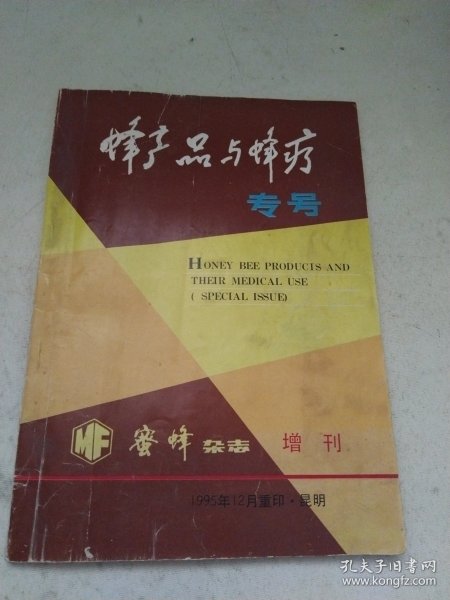 蜂产品与蜂疗
专号
HONEY BEE PRODUCTS AND
THEIR MEDICAL USE
( SPECIAL ISSUE)
MF 蜜蜂 杂志 增刊
1995年12月重印·昆明
孔夫子旧书网
www.kongfz.com